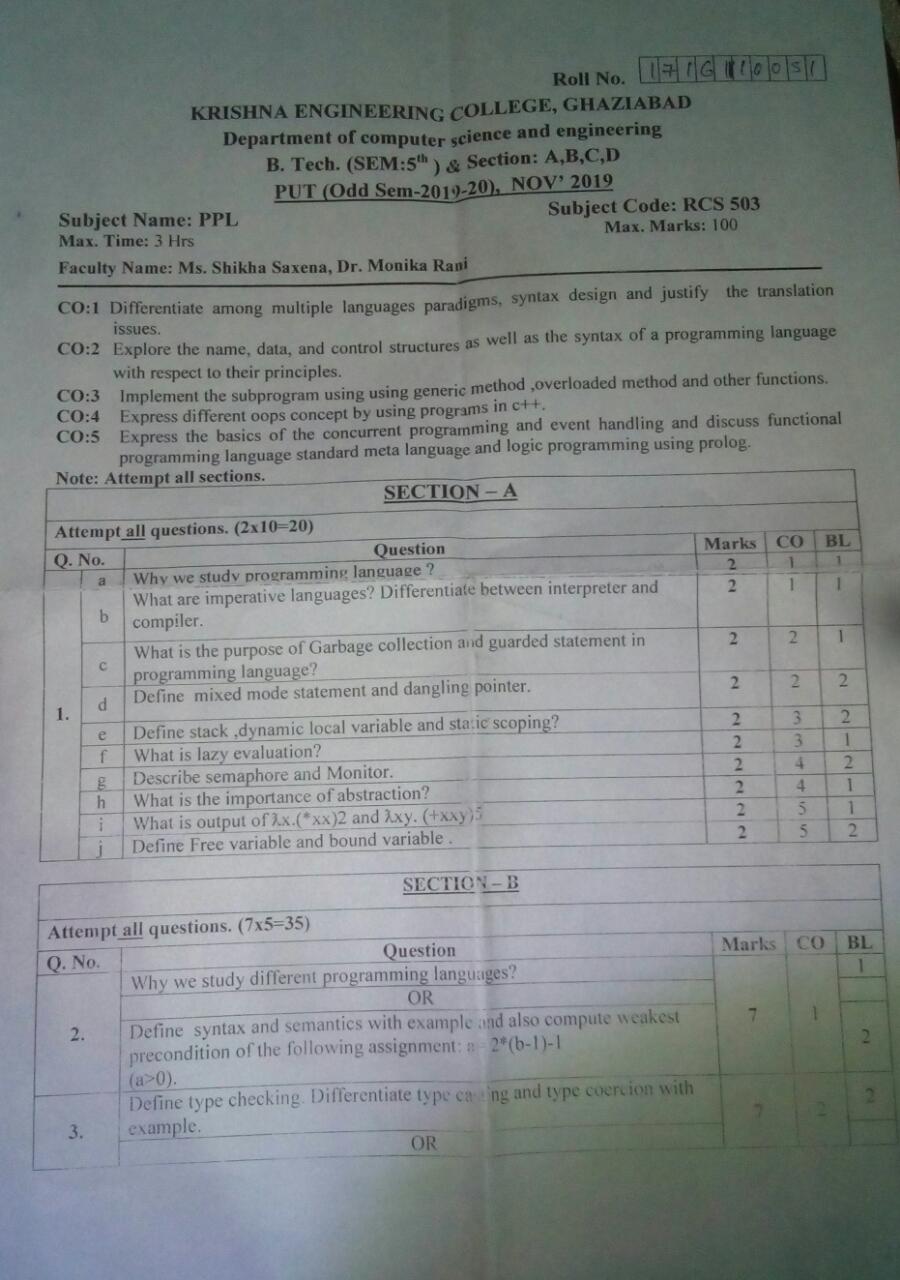 Roll No. 1716110051
KRISHNA ENGINEERING COLLEGE, GHAZIABAD
Department of computer science and engineering
B. Tech. (SEM:5th ) & Section: A,B,C,D
PUT (Odd Sem-2019-20), NOV' 2019
Subject Name: PPL Subject Code: RCS 503
Max. Time: 3 Hrs Max. Marks: 100
Faculty Name: Ms. Shikha Saxena, Dr. Monika Rani
CO:1 Differentiate among multiple languages paradigms, syntax design and justify the translation
issues.
CO:2 Explore the name, data, and control structures as well as the syntax of a programming language
with respect to their principles.
CO:3 Implement the subprogram using using generic method ,overloaded method and other functions.
CO:4 Express different oops concept by using programs in c++.
CO:5 Express the basics of the concurrent programming and event handling and discuss functional
programming language standard meta language and logic programming using prolog.
Note: Attempt all sections.
SECTION – A
Attempt all questions. (2x10=20)
Q. No. Question Marks CO BL
1.
a Why we study programming language ? 2 1 1
b What are imperative languages? Differentiate between interpreter and 2 1 1
compiler.
c What is the purpose of Garbage collection and guarded statement in 2 2 1
programming language?
d Define mixed mode statement and dangling pointer. 2 2 2
e Define stack ,dynamic local variable and static scoping? 2 3 2
f What is lazy evaluation? 2 3 1
g Describe semaphore and Monitor. 2 4 2
h What is the importance of abstraction? 2 4 1
i What is output of λx.(*xx)2 and λxy. (+xxy)5 2 5 1
j Define Free variable and bound variable . 2 5 2
SECTION – B
Attempt all questions. (7x5=35)
Q. No. Question Marks CO BL
2. Why we study different programming languages? 7 1 1
OR
Define syntax and semantics with example and also compute weakest 2
precondition of the following assignment: a 2*(b-1)-1
(a>0).
3. Define type checking. Differentiate type and type coercion with 7 2 2
example.
OR